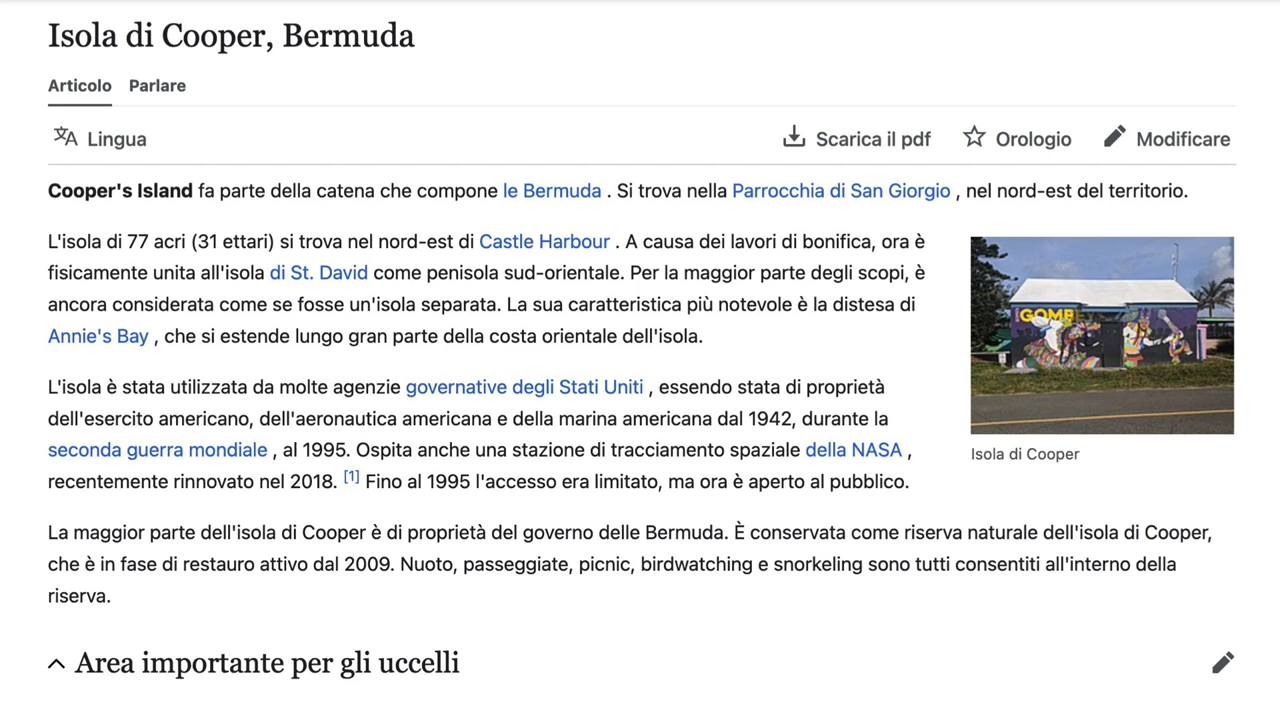 Isola di Cooper, Bermuda
Articolo Parlare
Lingua Scarica il pdf Orologio Modificare
Cooper's Island fa parte della catena che compone le Bermuda . Si trova nella Parrocchia di San Giorgio , nel nord-est del territorio.
L'isola di 77 acri (31 ettari) si trova nel nord-est di Castle Harbour . A causa dei lavori di bonifica, ora è
fisicamente unita all'isola di St. David come penisola sud-orientale. Per la maggior parte degli scopi, è
ancora considerata come se fosse un'isola separata. La sua caratteristica più notevole è la distesa di
Annie's Bay , che si estende lungo gran parte della costa orientale dell'isola.
GOMBE
Isola di Cooper
L'isola è stata utilizzata da molte agenzie governative degli Stati Uniti , essendo stata di proprietà
dell'esercito americano, dell'aeronautica americana e della marina americana dal 1942, durante la
seconda guerra mondiale , al 1995. Ospita anche una stazione di tracciamento spaziale della NASA ,
recentemente rinnovato nel 2018. [1] Fino al 1995 l'accesso era limitato, ma ora è aperto al pubblico.
La maggior parte dell'isola di Cooper è di proprietà del governo delle Bermuda. È conservata come riserva naturale dell'isola di Cooper,
che è in fase di restauro attivo dal 2009. Nuoto, passeggiate, picnic, birdwatching e snorkeling sono tutti consentiti all'interno della
riserva.
Area importante per gli uccelli